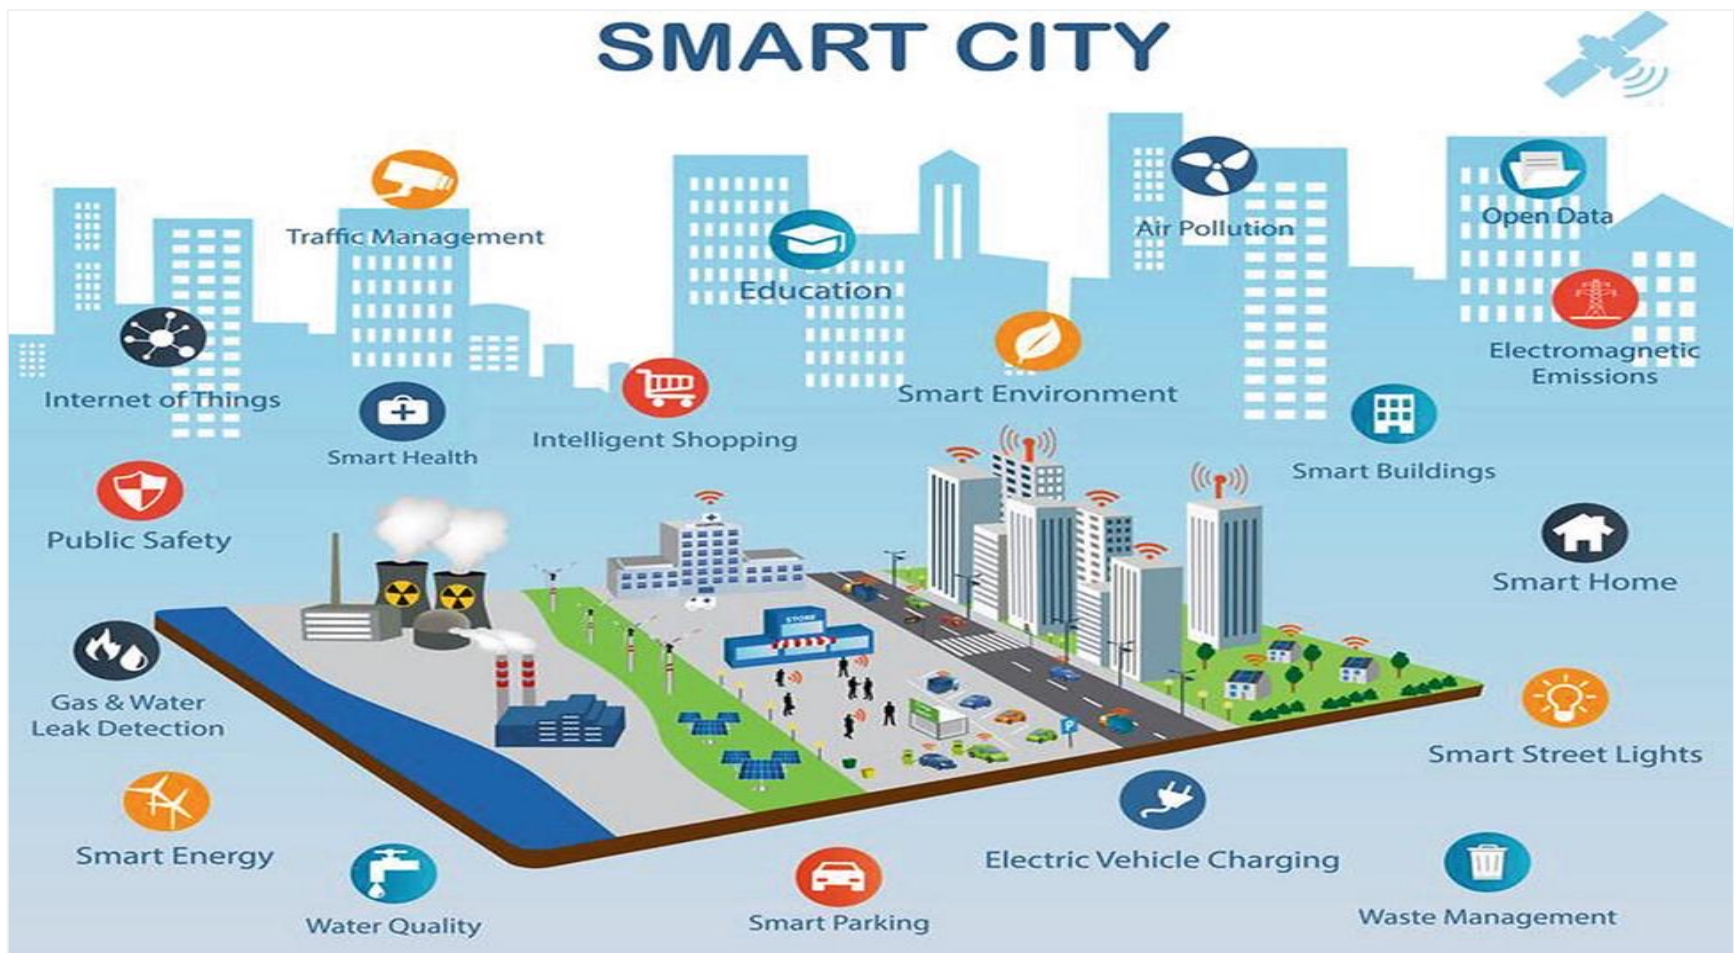 SMART CITY
Traffic Management
Education
Air Pollution
Open Data
Internet of Things
Smart Health
Intelligent Shopping
Smart Environment
Electromagnetic
Emissions
Smart Buildings
Public Safety
Smart Home
HOSPITAL
STORE
P
Gas & Water
Leak Detection
Smart Street Lights
Smart Energy
Water Quality
Smart Parking
Electric Vehicle Charging
Waste Management